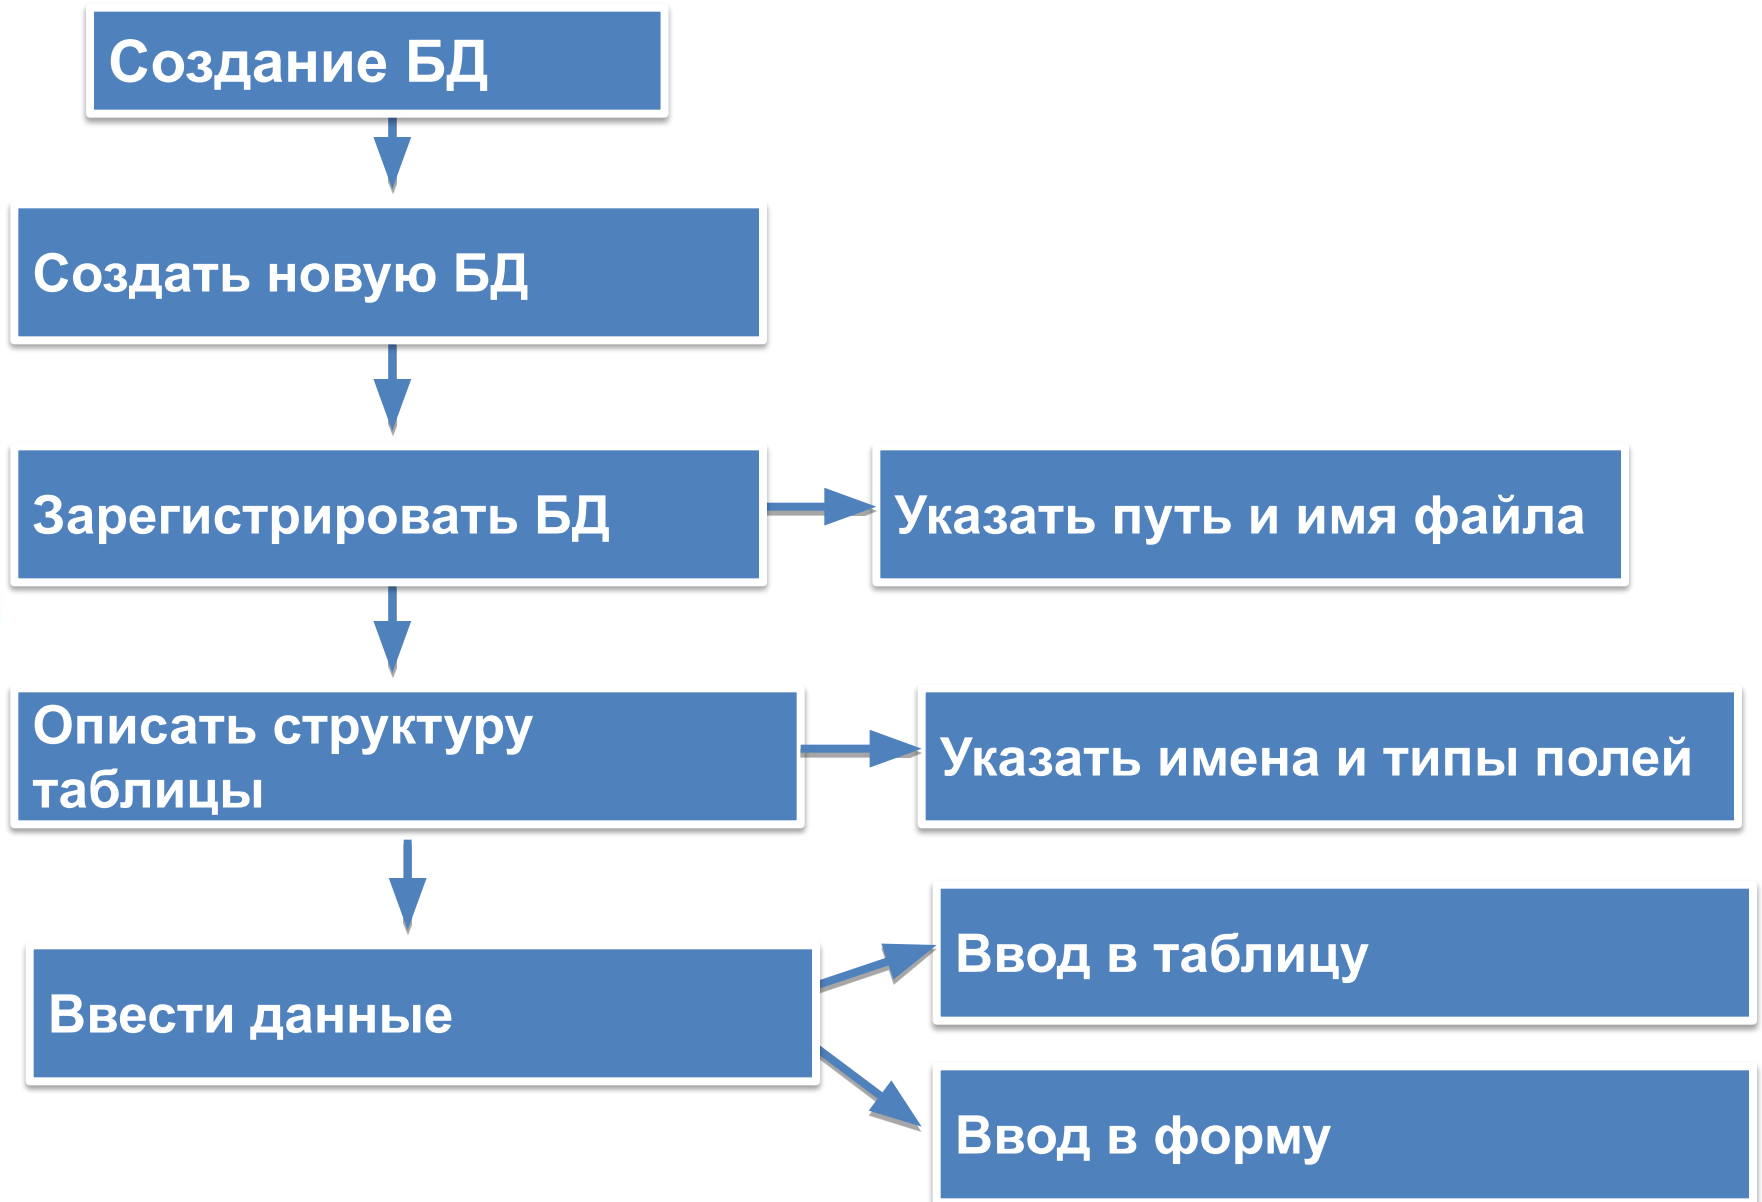 Создание БД
Создать новую БД
Зарегистрировать БД
Указать путь и имя файла
Описать структуру
таблицы
Указать имена и типы полей
Ввести данные
Ввод в таблицу
Ввод в форму